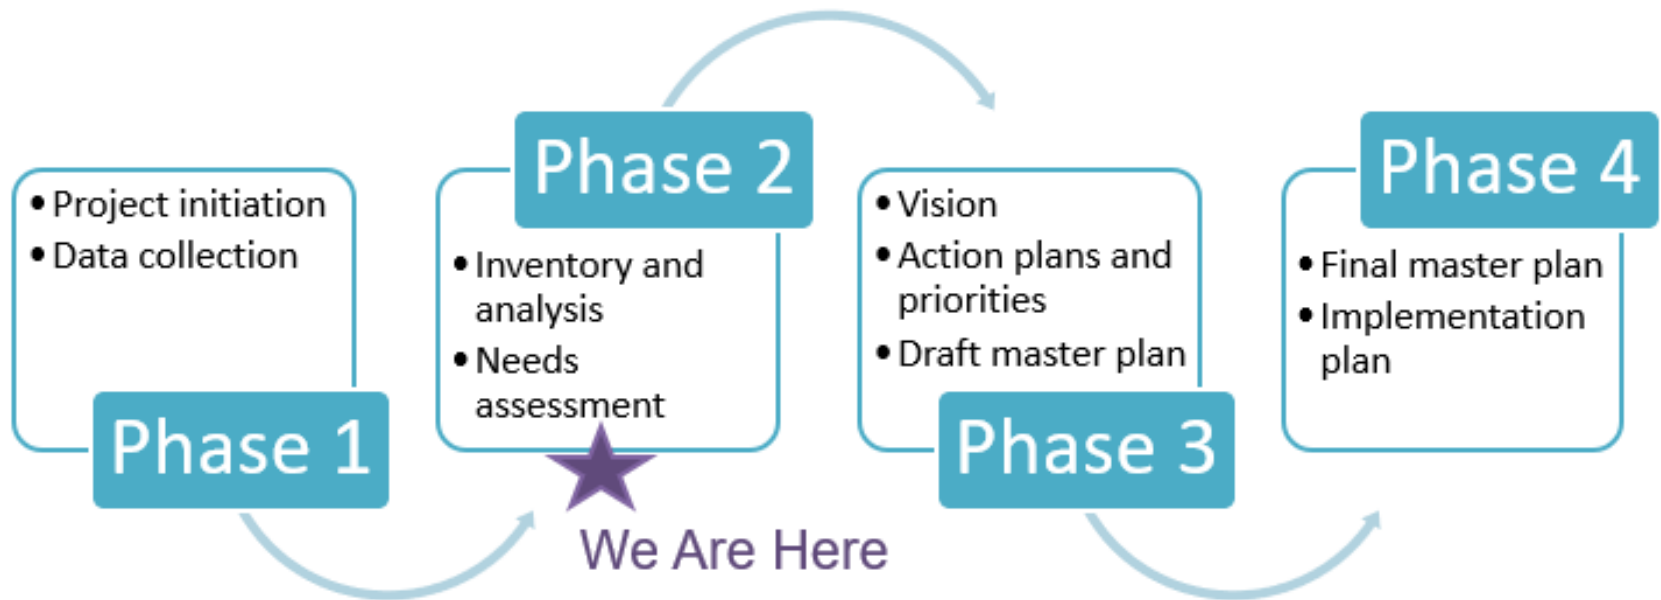 • Project initiation
• Data collection
Phase 1
Phase 2
• Inventory and
analysis
• Needs
assessment
We Are Here
• Vision
• Action plans and
priorities
• Draft master plan
Phase 3
Phase 4
• Final master plan
• Implementation
plan